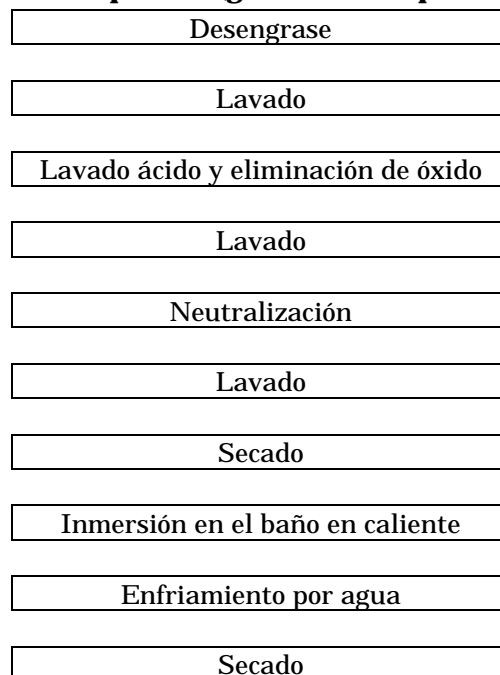 Desengrase
Lavado
Lavado ácido y eliminación de óxido
Lavado
Neutralización
Lavado
Secado
Inmersión en el baño en caliente
Enfriamiento por agua
Secado